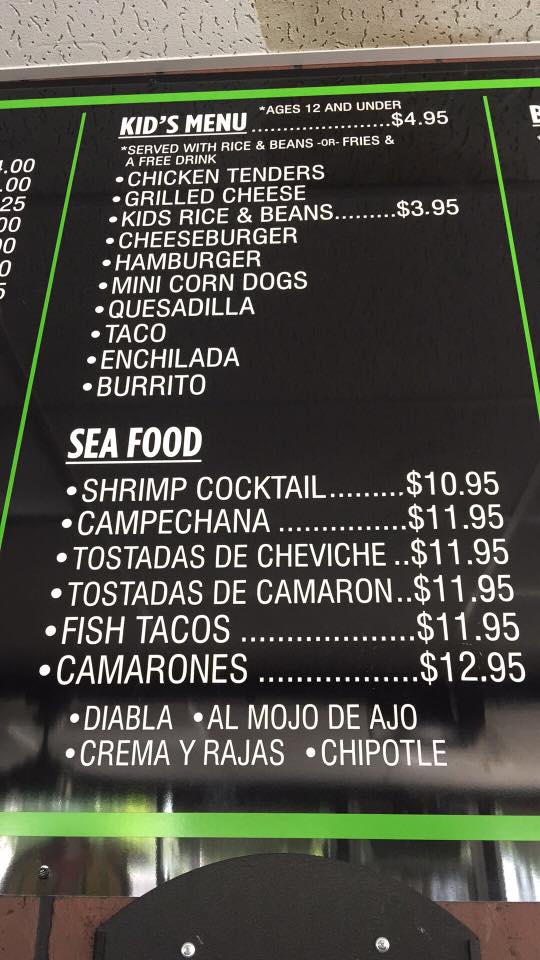 *AGES 12 AND UNDER
KID'S MENU .....................$4.95
*SERVED WITH RICE & BEANS -OR- FRIES &
A FREE DRINK
•CHICKEN TENDERS
•GRILLED CHEESE
•KIDS RICE & BEANS.........$3.95
•CHEESEBURGER
•HAMBURGER
•MINI CORN DOGS
•QUESADILLA
•TACO
•ENCHILADA
•BURRITO
SEA FOOD
•SHRIMP COCKTAIL.........$10.95
•CAMPECHANA ...............$11.95
•TOSTADAS DE CHEVICHE ..$11.95
•TOSTADAS DE CAMARON..$11.95
•FISH TACOS ...................$11.95
•CAMARONES .................$12.95
•DIABLA •AL MOJO DE AJO
•CREMA Y RAJAS •CHIPOTLE